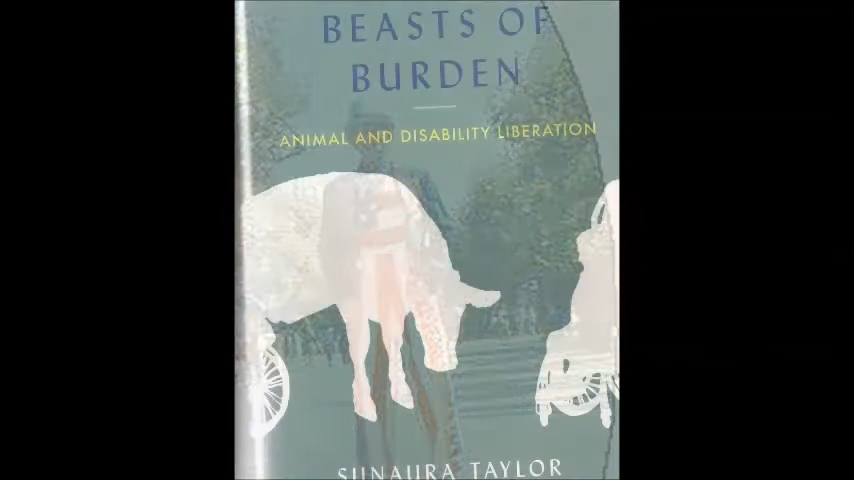 BEASTS OF
BURDEN
ANIMAL AND DISABILITY LIBERATION
SUNAURA TAYLOR